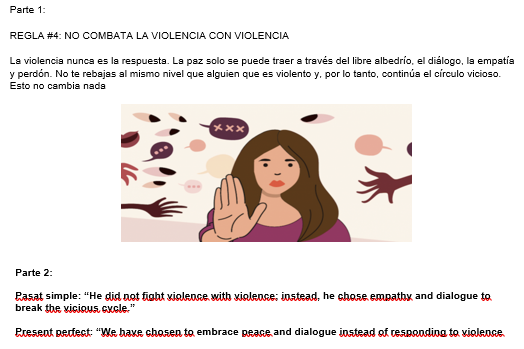 Parte 1:
REGLA #4: NO COMBATA LA VIOLENCIA CON VIOLENCIA
La violencia nunca es la respuesta. La paz solo se puede traer a través del libre albedrío, el diálogo, la empatía
y perdón. No te rebajas al mismo nivel que alguien que es violento y, por lo tanto, continúa el círculo vicioso.
Esto no cambia nada
Parte 2:
Pasat simple: “He did not fight violence with violence; instead, he chose empathy and dialogue to
break the vicious cycle.”
Present perfect: “We have chosen to embrace peace and dialogue instead of responding to violence